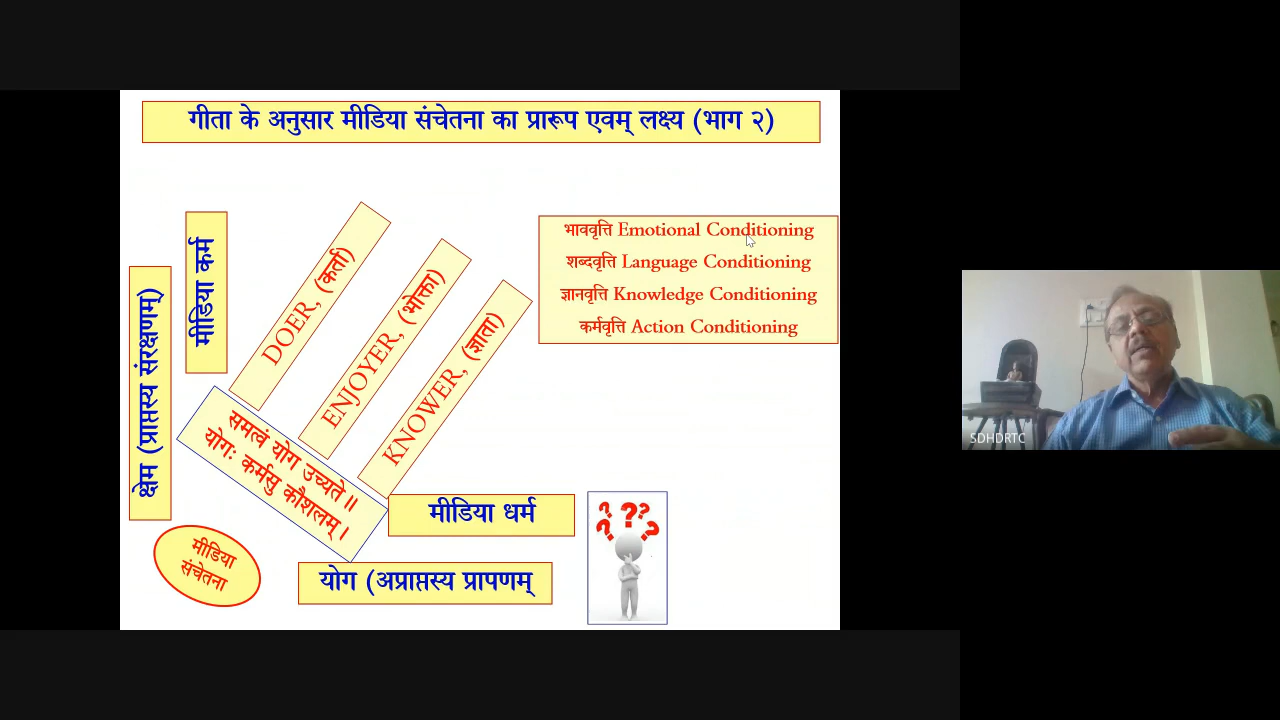 गीता के अनुसार मीडिया संचेतना का प्रारूप एवम् लक्ष्य (भाग २)
भाववृत्ति Emotional Conditioning
शब्दवृत्ति Language Conditioning
ज्ञानवृत्ति Knowledge Conditioning
कर्मवृत्ति Action Conditioning
मीडिया कर्म
क्षेम (प्राप्तस्य संरक्षणम्)
DOER, (कर्ता)
ENJOYER, (भोक्ता)
KNOWER, (ज्ञाता)
समत्वं योग उच्यते॥
योगः कर्मसु कौशलम्।
मीडिया धर्म
योग (अप्राप्तस्य प्रापणम्
मीडिया
संचेतना
? ? ? ? ?
SDHDRTC